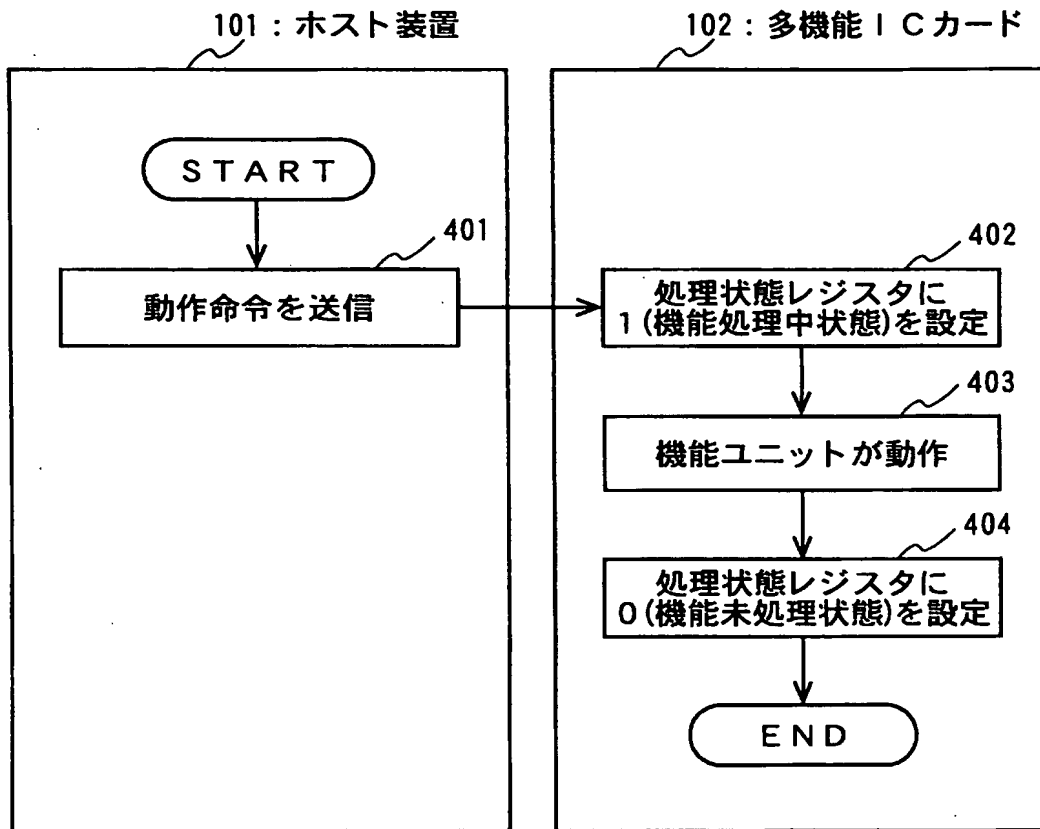 101：ホスト装置
102：多機能ＩＣカード
ＳＴＡＲＴ
401
動作命令を送信
402
処理状態レジスタに
１(機能処理中状態)を設定
403
機能ユニットが動作
404
処理状態レジスタに
０(機能未処理状態)を設定
ＥＮＤ